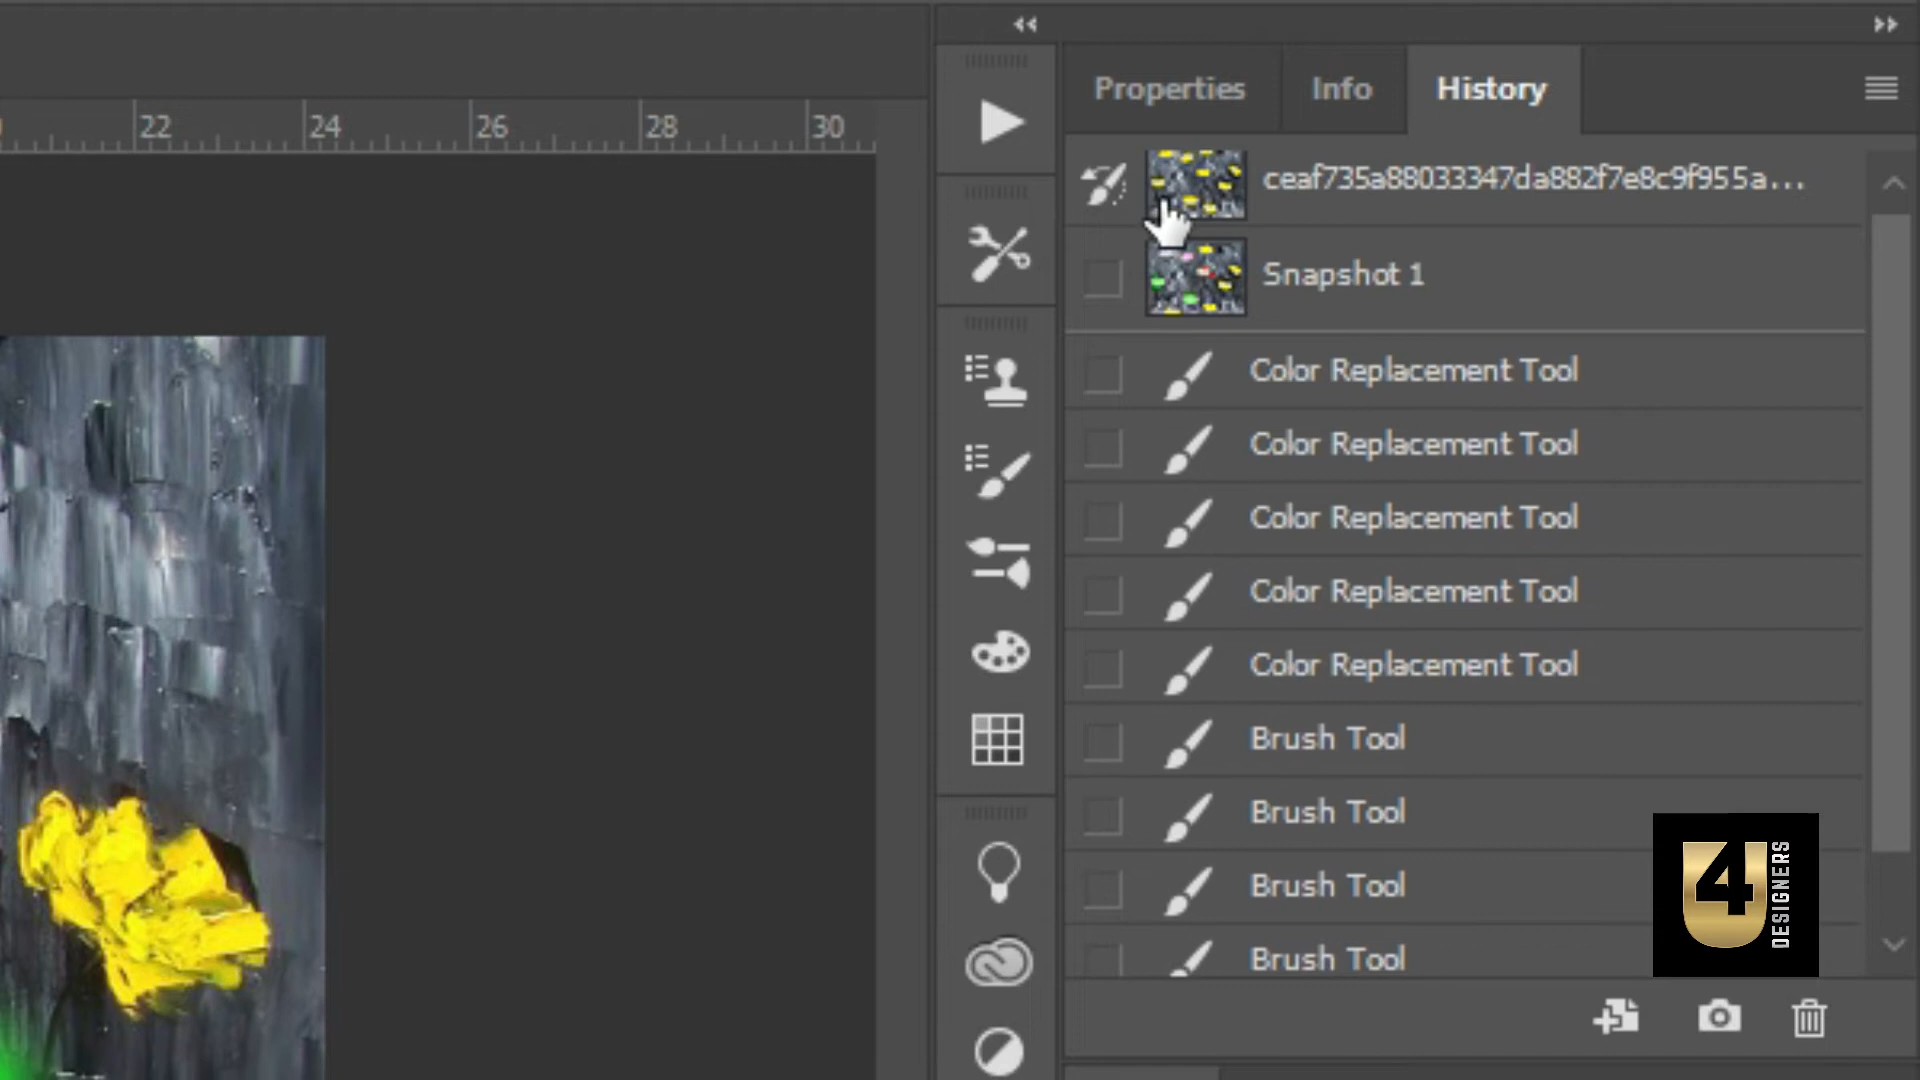 Properties
Info
History
22
24
26
28
30
ceaf735a88033347da882f7e8c9f955a...
Snapshot 1
Color Replacement Tool
Color Replacement Tool
Color Replacement Tool
Color Replacement Tool
Color Replacement Tool
Brush Tool
Brush Tool
Brush Tool
Brush Tool
U4
DESIGNERS